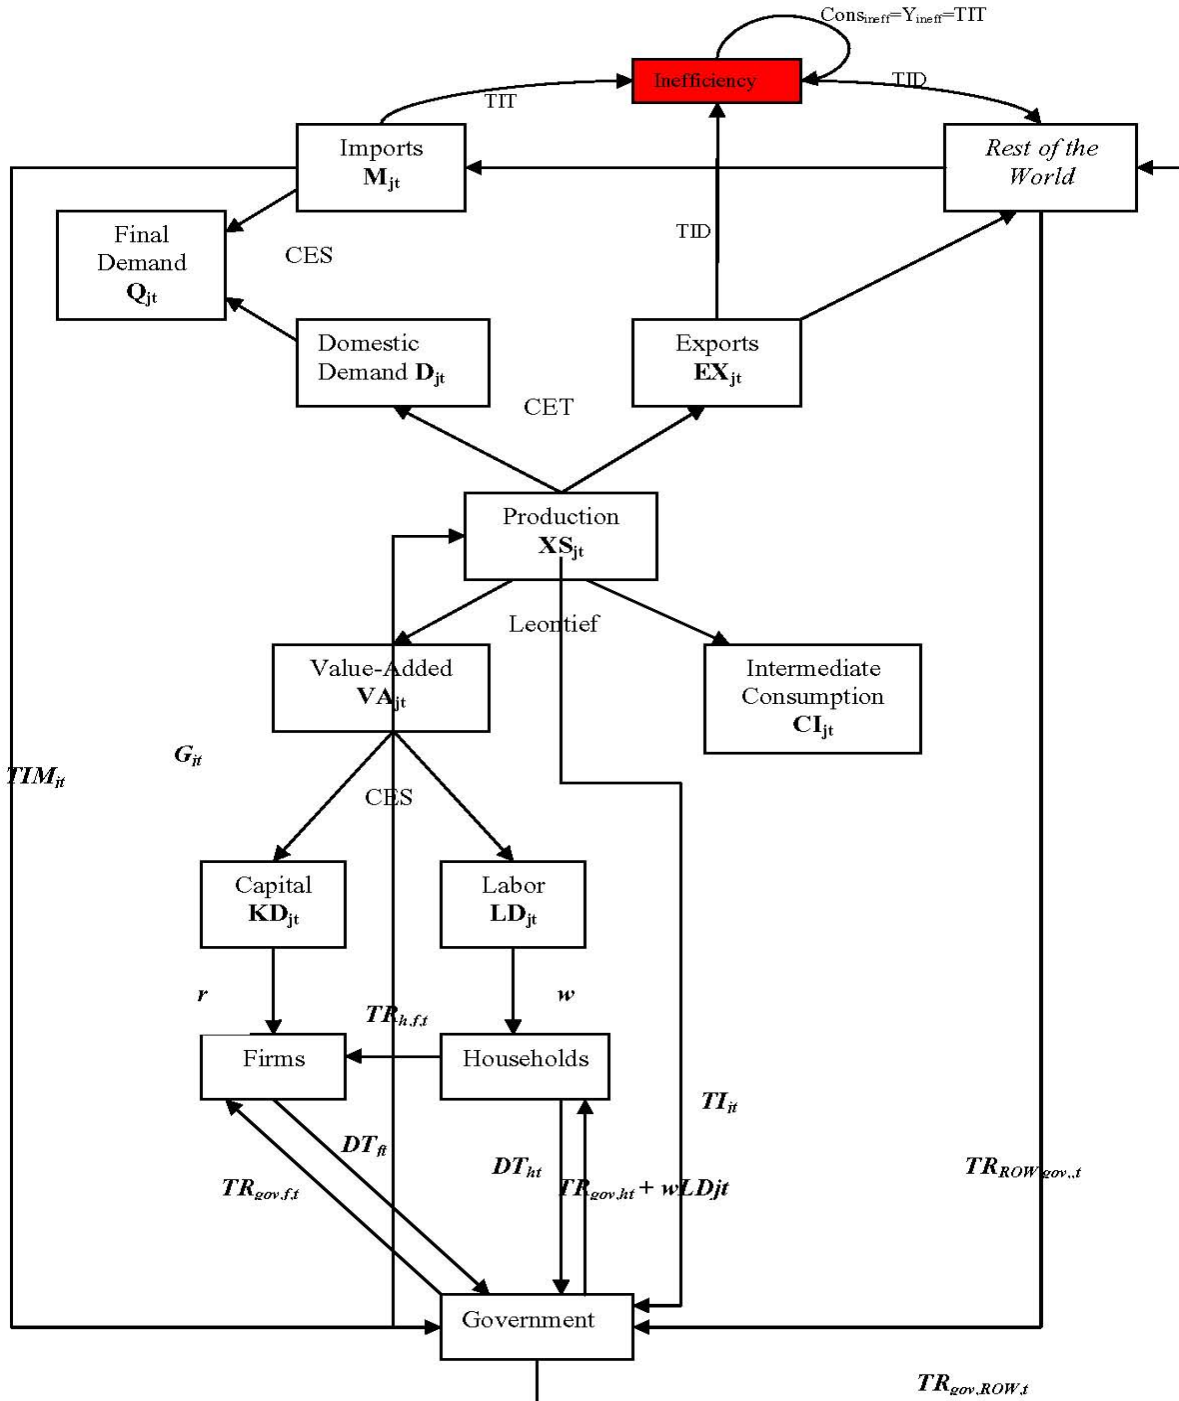 Cons_ineff=Y_ineff=TIT
Inefficiency
TIT
TID
Imports
M_jt
Rest of the
World
Final
Demand
Q_jt
CES
TID
Domestic
Demand D_jt
Exports
EX_jt
CET
Production
XS_jt
Leontief
Value-Added
VA_jt
Intermediate
Consumption
CI_jt
G_it
TIM_jt
CES
Capital
KD_jt
Labor
LD_jt
r
w
TR_h,f,t
Firms
Households
TI_it
DT_ft
DT_ht
TR_gov,f,t
TR_gov,ht + wLDjt
TR_ROW,gov,,t
Government
TR_gov,ROW,t